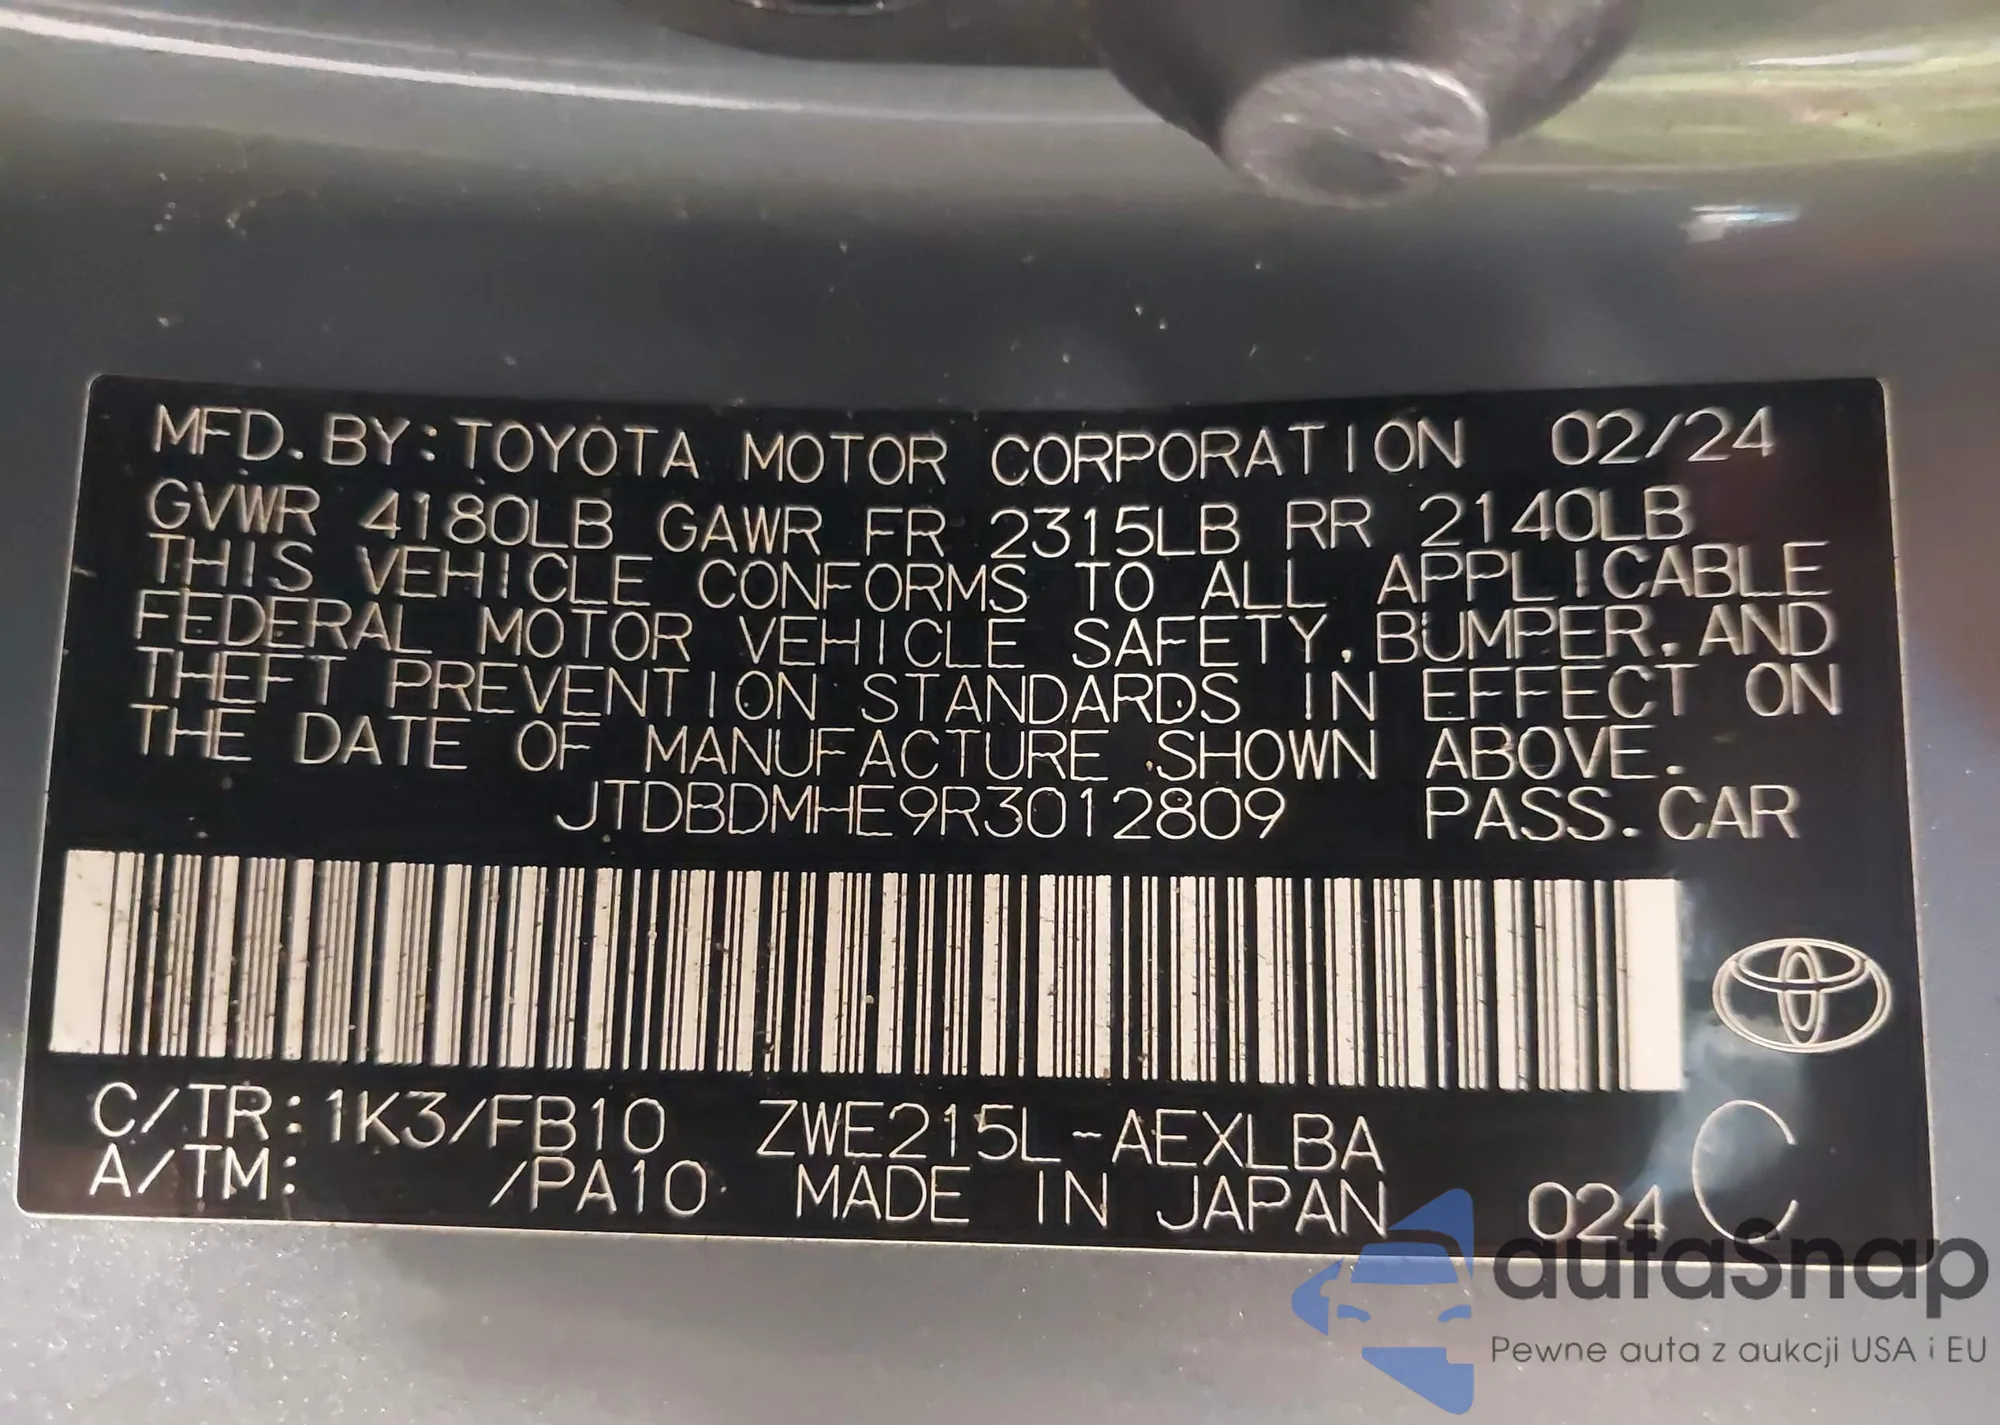 MFD. BY: TOYOTA MOTOR CORPORATION 02/24
GVWR 4180LB GAWR FR 2315LB RR 2140LB
THIS VEHICLE CONFORMS TO ALL APPLICABLE
FEDERAL MOTOR VEHICLE SAFETY, BUMPER, AND
THEFT PREVENTION STANDARDS IN EFFECT ON
THE DATE OF MANUFACTURE SHOWN ABOVE.
JTDBDMHE9R3012809 PASS. CAR
C/TR: 1K3/FB10 ZWE215L-AEXLBA
A/TM: /PA10 MADE IN JAPAN 024 C
autaSnap
Pewne auta z aukcji USA i EU